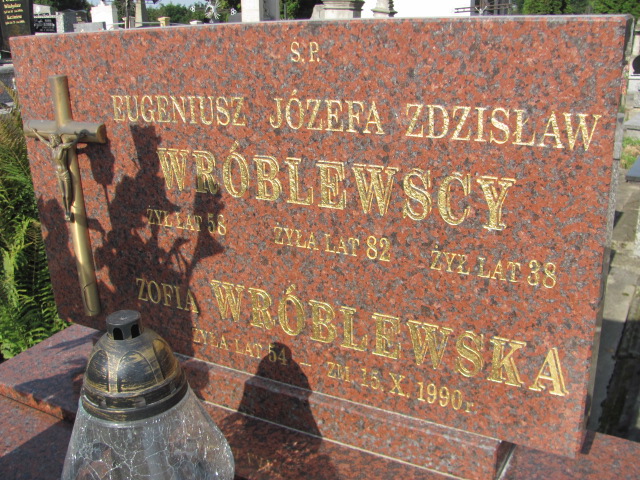 Ś. P.
EUGENIUSZ JÓZEFA ZDZISŁAW
WRÓBLEWSCY
ŻYŁ LAT 58 ŻYŁA LAT 82 ŻYŁ LAT 38
ZOFIA WRÓBLEWSKA
ŻYŁA LAT 54 – ZM. 15.X.1990 r.